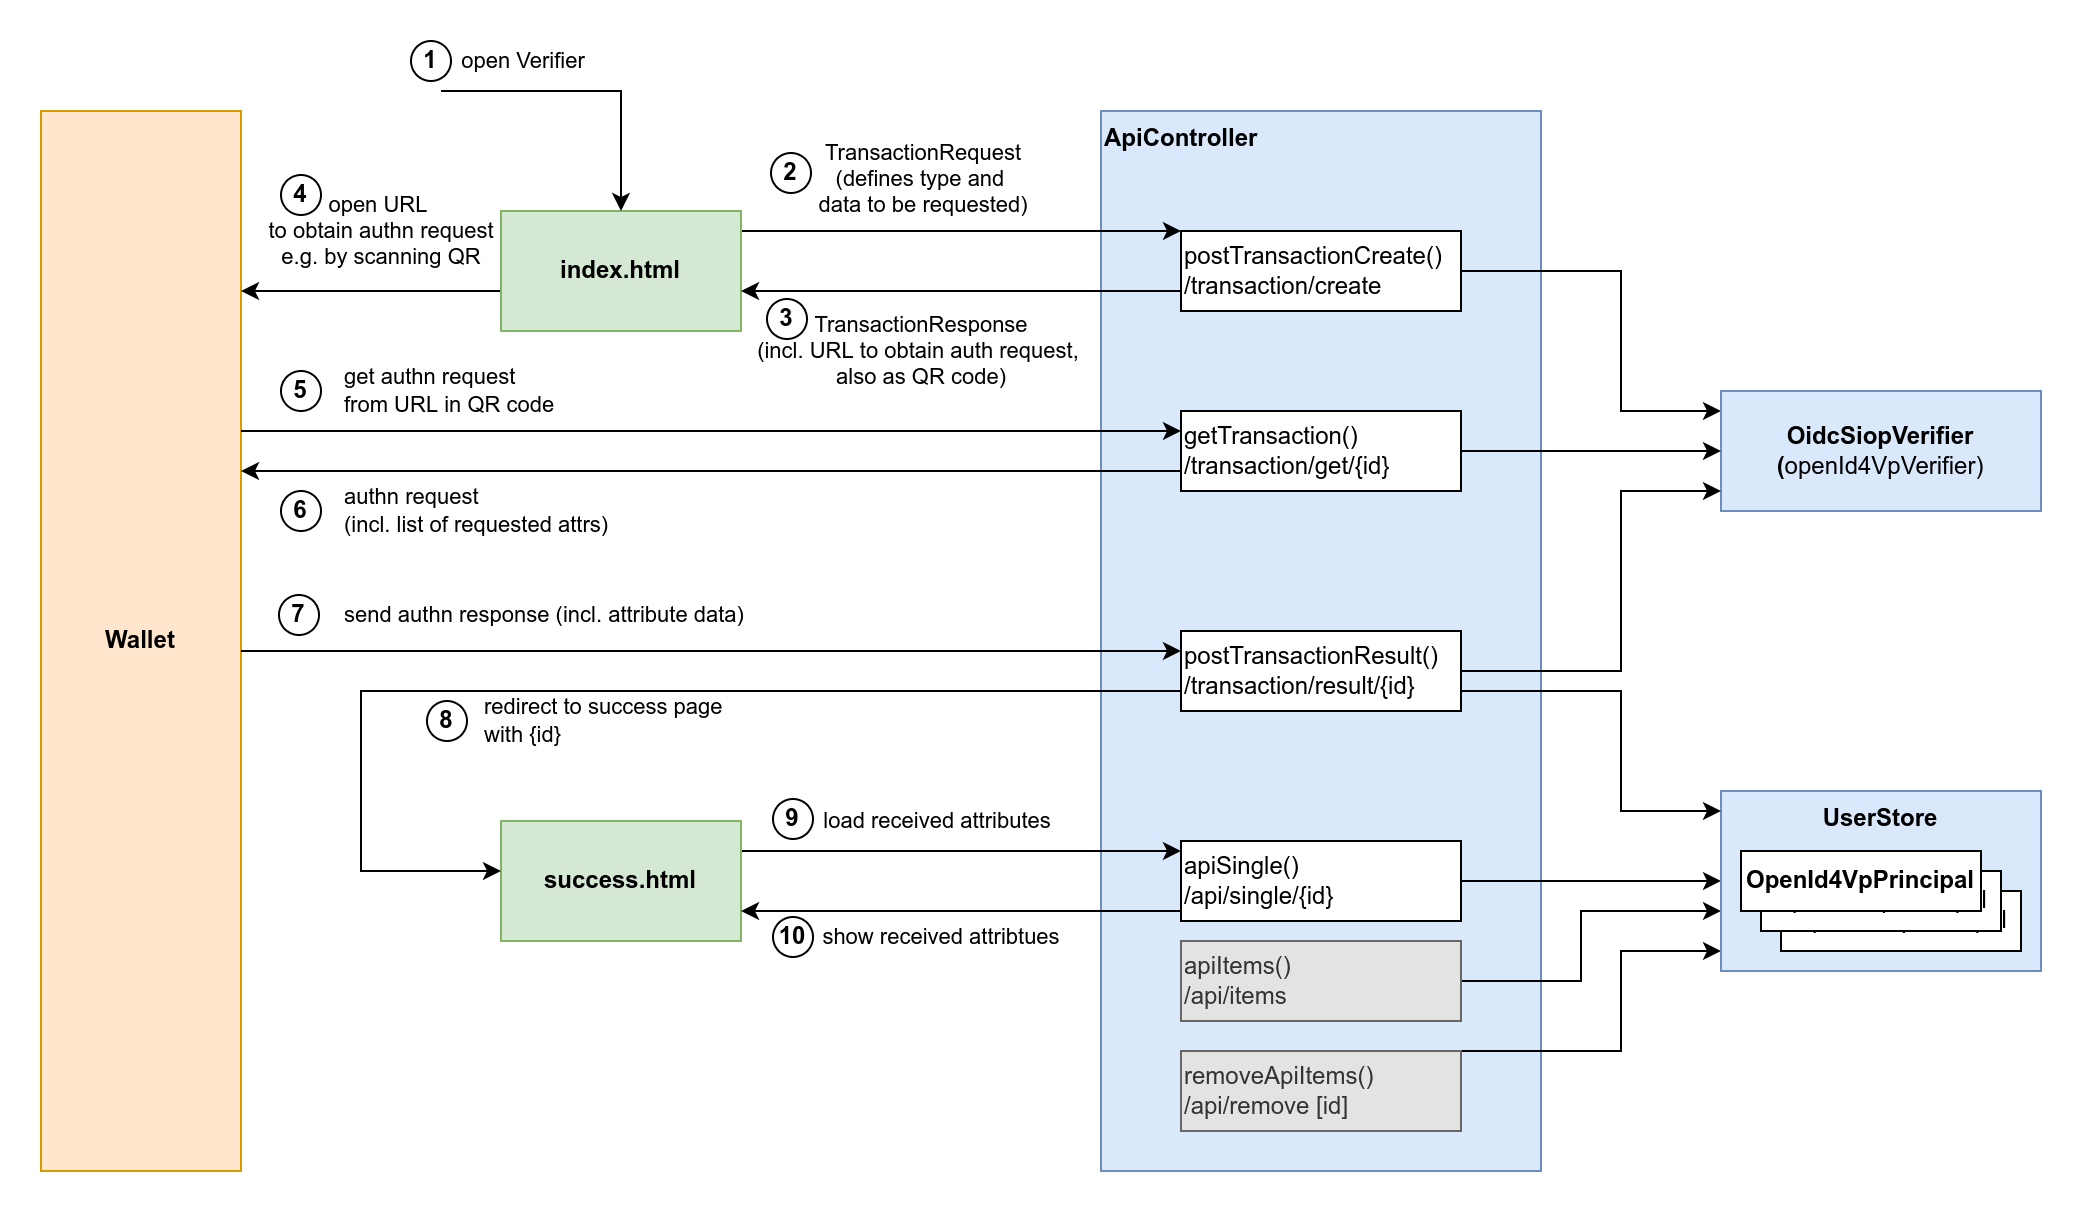 1 open Verifier
ApiController
2 TransactionRequest
(defines type and
data to be requested)
4 open URL
to obtain authn request
e.g. by scanning QR
index.html
postTransactionCreate()
/transaction/create
3 TransactionResponse
(incl. URL to obtain auth request,
also as QR code)
5 get authn request
from URL in QR code
getTransaction()
/transaction/get/{id}
OidcSiopVerifier
(openId4VpVerifier)
6 authn request
(incl. list of requested attrs)
7 send authn response (incl. attribute data)
Wallet
postTransactionResult()
/transaction/result/{id}
8 redirect to success page
with {id}
9 load received attributes
UserStore
success.html
apiSingle()
/api/single/{id}
OpenId4VpPrincipal
10 show received attribtues
apiItems()
/api/items
removeApiItems()
/api/remove [id]